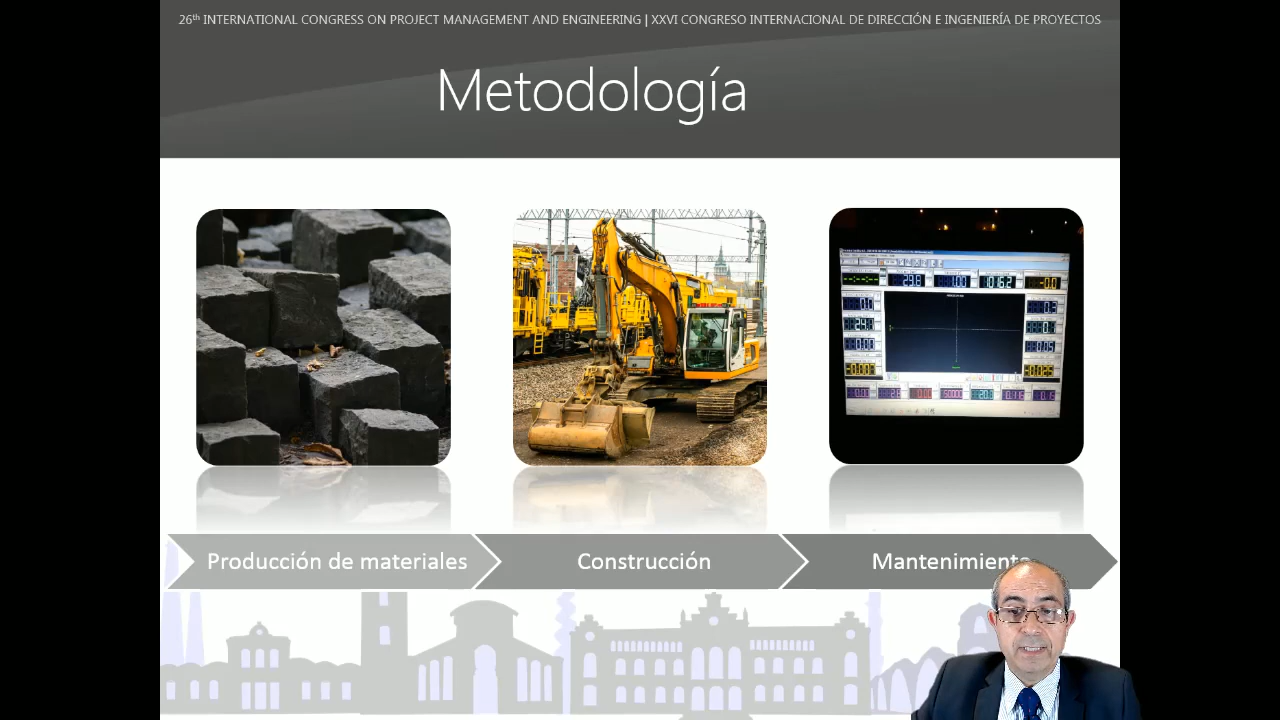 26th INTERNATIONAL CONGRESS ON PROJECT MANAGEMENT AND ENGINEERING | XXVI CONGRESO INTERNACIONAL DE DIRECCIÓN E INGENIERÍA DE PROYECTOS
Metodología
Producción de materiales
Construcción
Mantenimiento